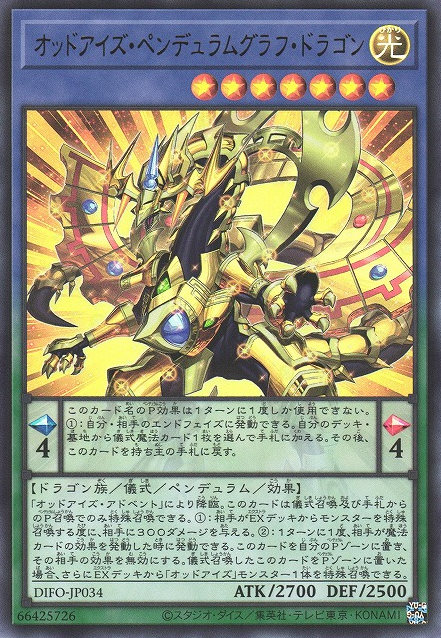 オッドアイズ・ペンデュラムグラフ・ドラゴン
光
このカード名のP効果は1ターンに1度しか使用できない。
①:自分・相手のエンドフェイズに発動できる。自分のデッキ・
墓地から儀式魔法カード1枚を選んで手札に加える。その後、
このカードを持ち主の手札に戻す。
4
4
【ドラゴン族/儀式/ペンデュラム/効果】
「オッドアイズ・アドベント」により降臨。このカードは儀式召喚及び手札から
のP召喚でのみ特殊召喚できる。①:相手がEXデッキからモンスターを特殊
召喚する度に、相手に300ダメージを与える。②:1ターンに1度、相手が魔法
カードの効果を発動した時に発動できる。このカードを自分のPゾーンに置き、
その相手の効果を無効にする。儀式召喚したこのカードをPゾーンに置いた
場合、さらにEXデッキから「オッドアイズ」モンスター1体を特殊召喚できる。
DIFO-JP034
ATK/2700 DEF/2500
66425726
©スタジオ・ダイス/集英社・テレビ東京・KONAMI